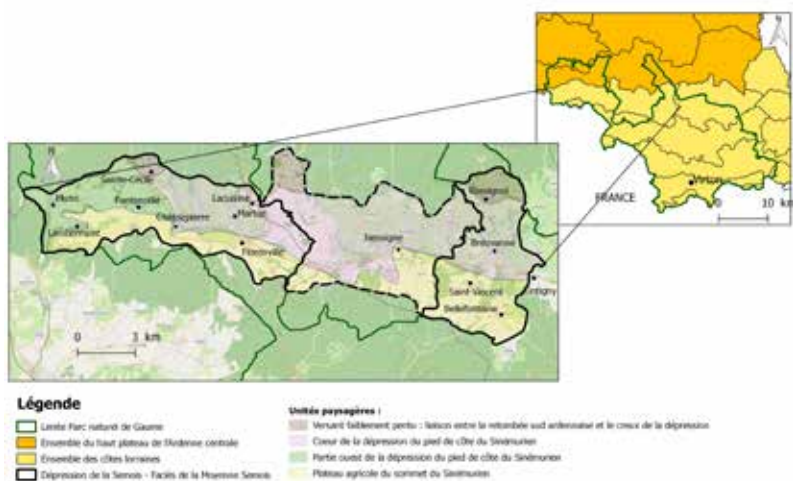 N
Sainte-Cécile
Muno
Fontenoille
Lacuisine
Martué
Chassepierre
Lambermont
Florenville
Jamoigne
Rossignol
Breuvanne
Saint-Vincent
Tintigny
Bellefontaine
0 3 km
N
FRANCE
Virton
0 10 km
Légende
Limite Parc naturel de Gaume
Ensemble du haut plateau de l'Ardenne centrale
Ensemble des côtes lorraines
Dépression de la Semois - Faciès de la Moyenne Semois
Unités paysagères :
Versant faiblement pentu : liaison entre la retombée sud ardennaise et le creux de la dépression
Coeur de la dépression du pied de côte du Sinémurien
Partie ouest de la dépression du pied de côte du Sinémurien
Plateau agricole du sommet du Sinémurien